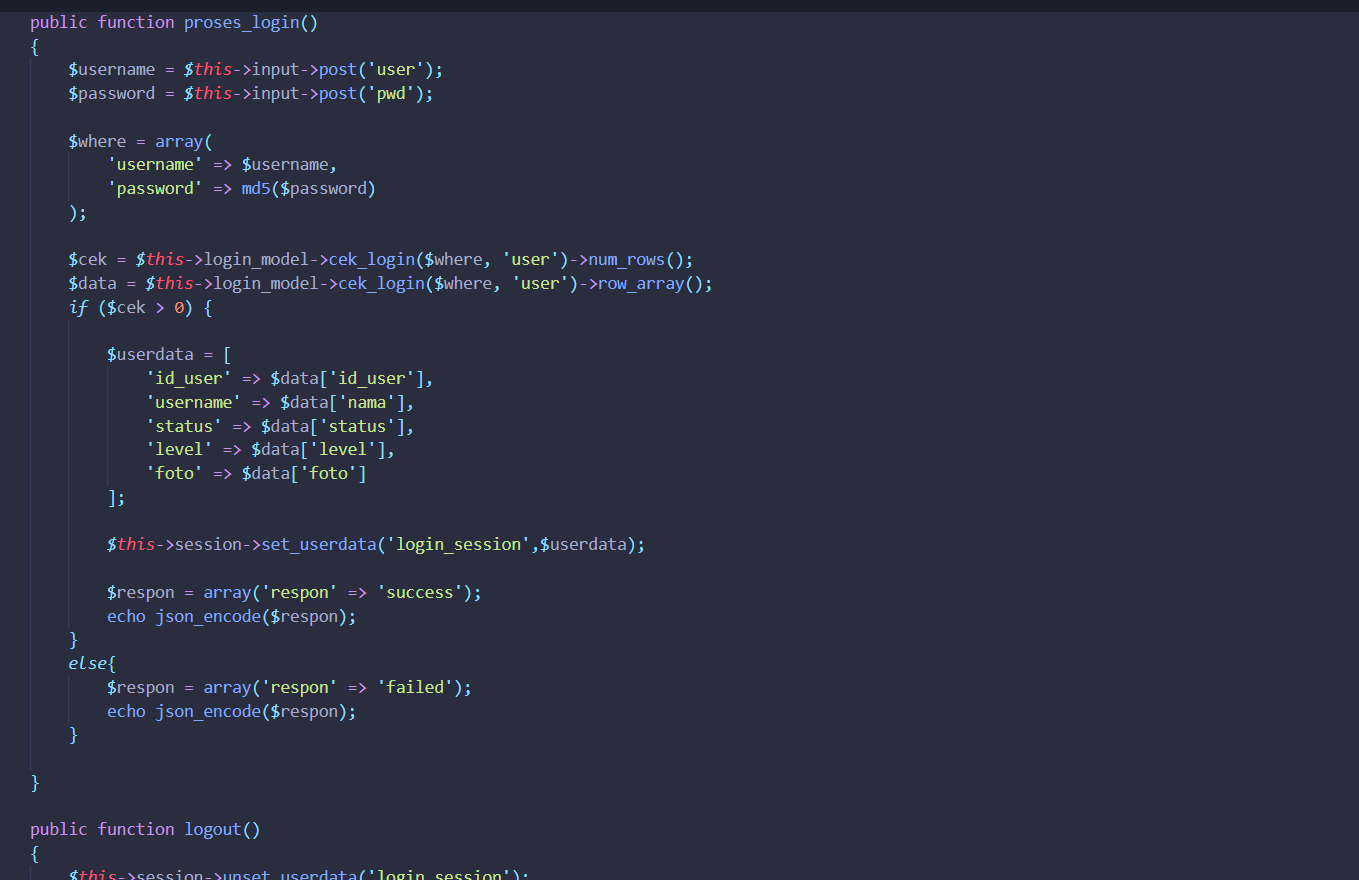 public function proses_login()
{
    $username = $this->input->post('user');
    $password = $this->input->post('pwd');
    $where = array(
        'username' => $username,
        'password' => md5($password)
    );
    $cek = $this->login_model->cek_login($where, 'user')->num_rows();
    $data = $this->login_model->cek_login($where, 'user')->row_array();
    if ($cek > 0) {
        $userdata = [
            'id_user' => $data['id_user'],
            'username' => $data['nama'],
            'status' => $data['status'],
            'level' => $data['level'],
            'foto' => $data['foto']
        ];
        $this->session->set_userdata('login_session',$userdata);
        $respon = array('respon' => 'success');
        echo json_encode($respon);
    }
    else{
        $respon = array('respon' => 'failed');
        echo json_encode($respon);
    }
}
public function logout()
{
    $this->session->unset_userdata('login_session');